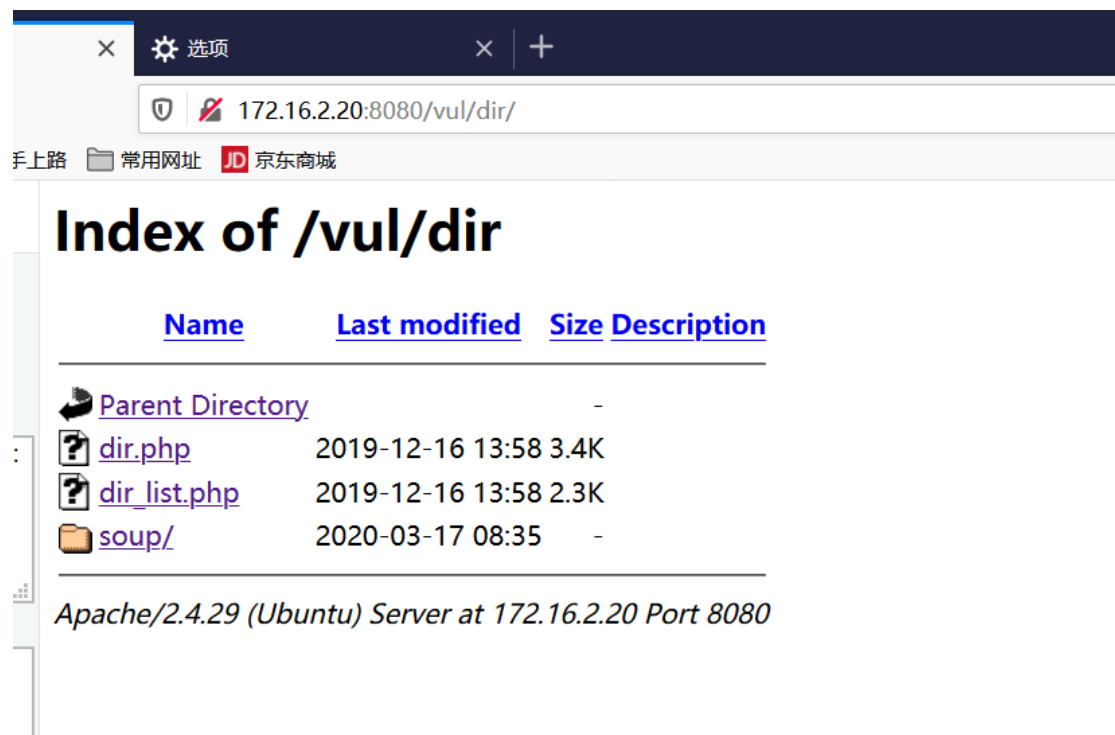 选项
172.16.2.20:8080/vul/dir/
手上路 常用网址 JD 京东商城
Index of /vul/dir
Name Last modified Size Description
Parent Directory -
dir.php 2019-12-16 13:58 3.4K
dir_list.php 2019-12-16 13:58 2.3K
soup/ 2020-03-17 08:35 -
:
Apache/2.4.29 (Ubuntu) Server at 172.16.2.20 Port 8080